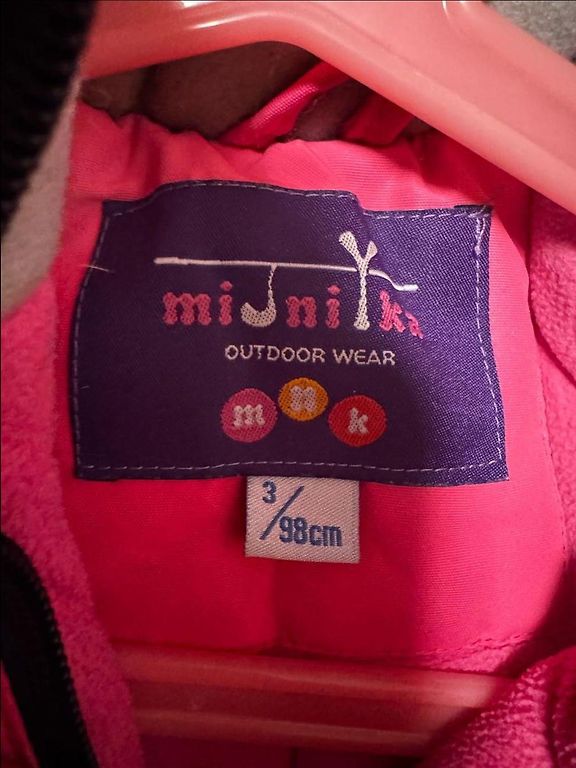 miJniYka
OUTDOOR WEAR
m n k
3/98cm